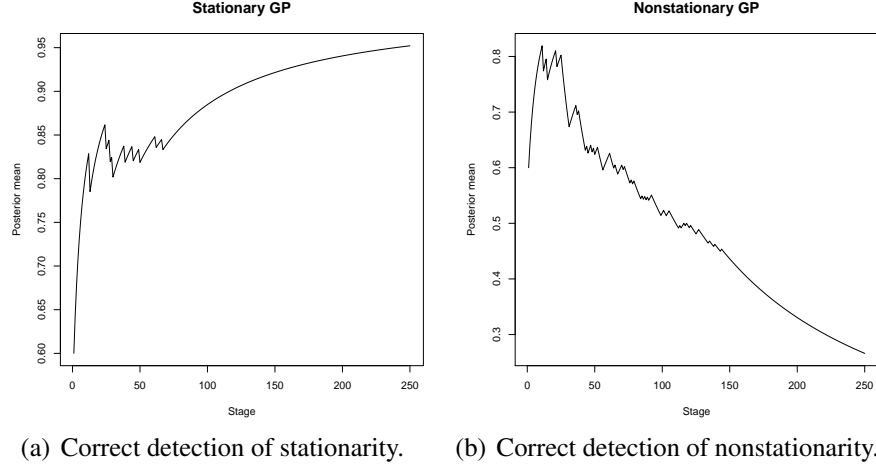 Stationary GP
Posterior mean
0.95
0.90
0.85
0.80
0.75
0.70
0.65
0.60
0 50 100 150 200 250
Stage
(a) Correct detection of stationarity.
Nonstationary GP
Posterior mean
0.8
0.7
0.6
0.5
0.4
0.3
0 50 100 150 200 250
Stage
(b) Correct detection of nonstationarity.